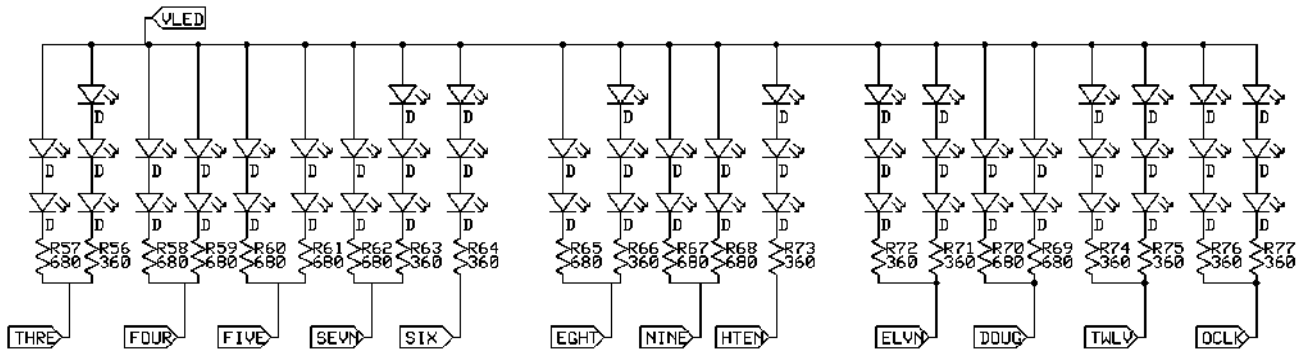 VLED
D D D D D D D D D
D D D D D D D D D D D D D D D D D D D D D D
D D D D D D D D D D D D D D D D D D D D D D
R57 R56 R58 R59 R60 R61 R62 R63 R64 R65 R66 R67 R68 R73 R72 R71 R70 R69 R74 R75 R76 R77
680 360 680 680 680 680 680 360 360 680 360 680 680 360 360 360 680 680 360 360 360 360
THRE FOUR FIVE SEVN SIX EGHT NINE HTEN ELVN DOUG TWLV OCLK